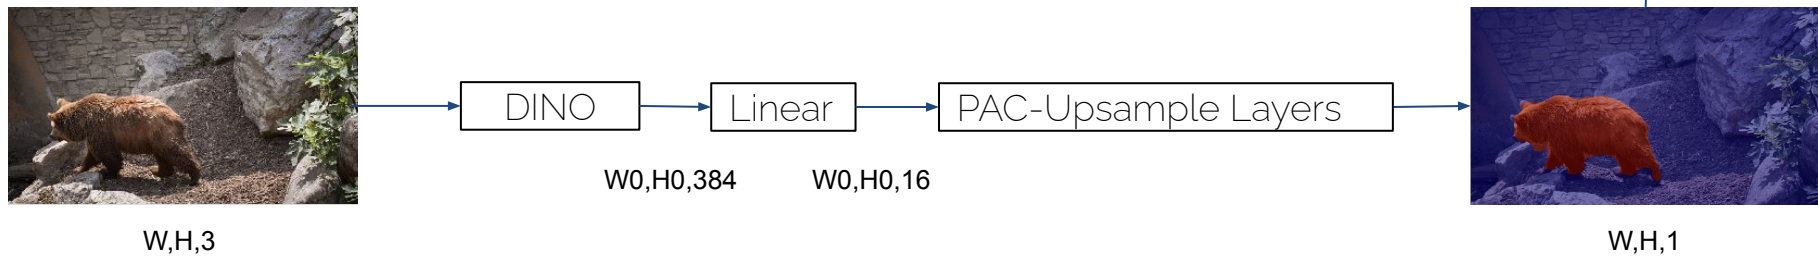 DINO
Linear
PAC-Upsample Layers
W0,H0,384
W0,H0,16
W,H,3
W,H,1